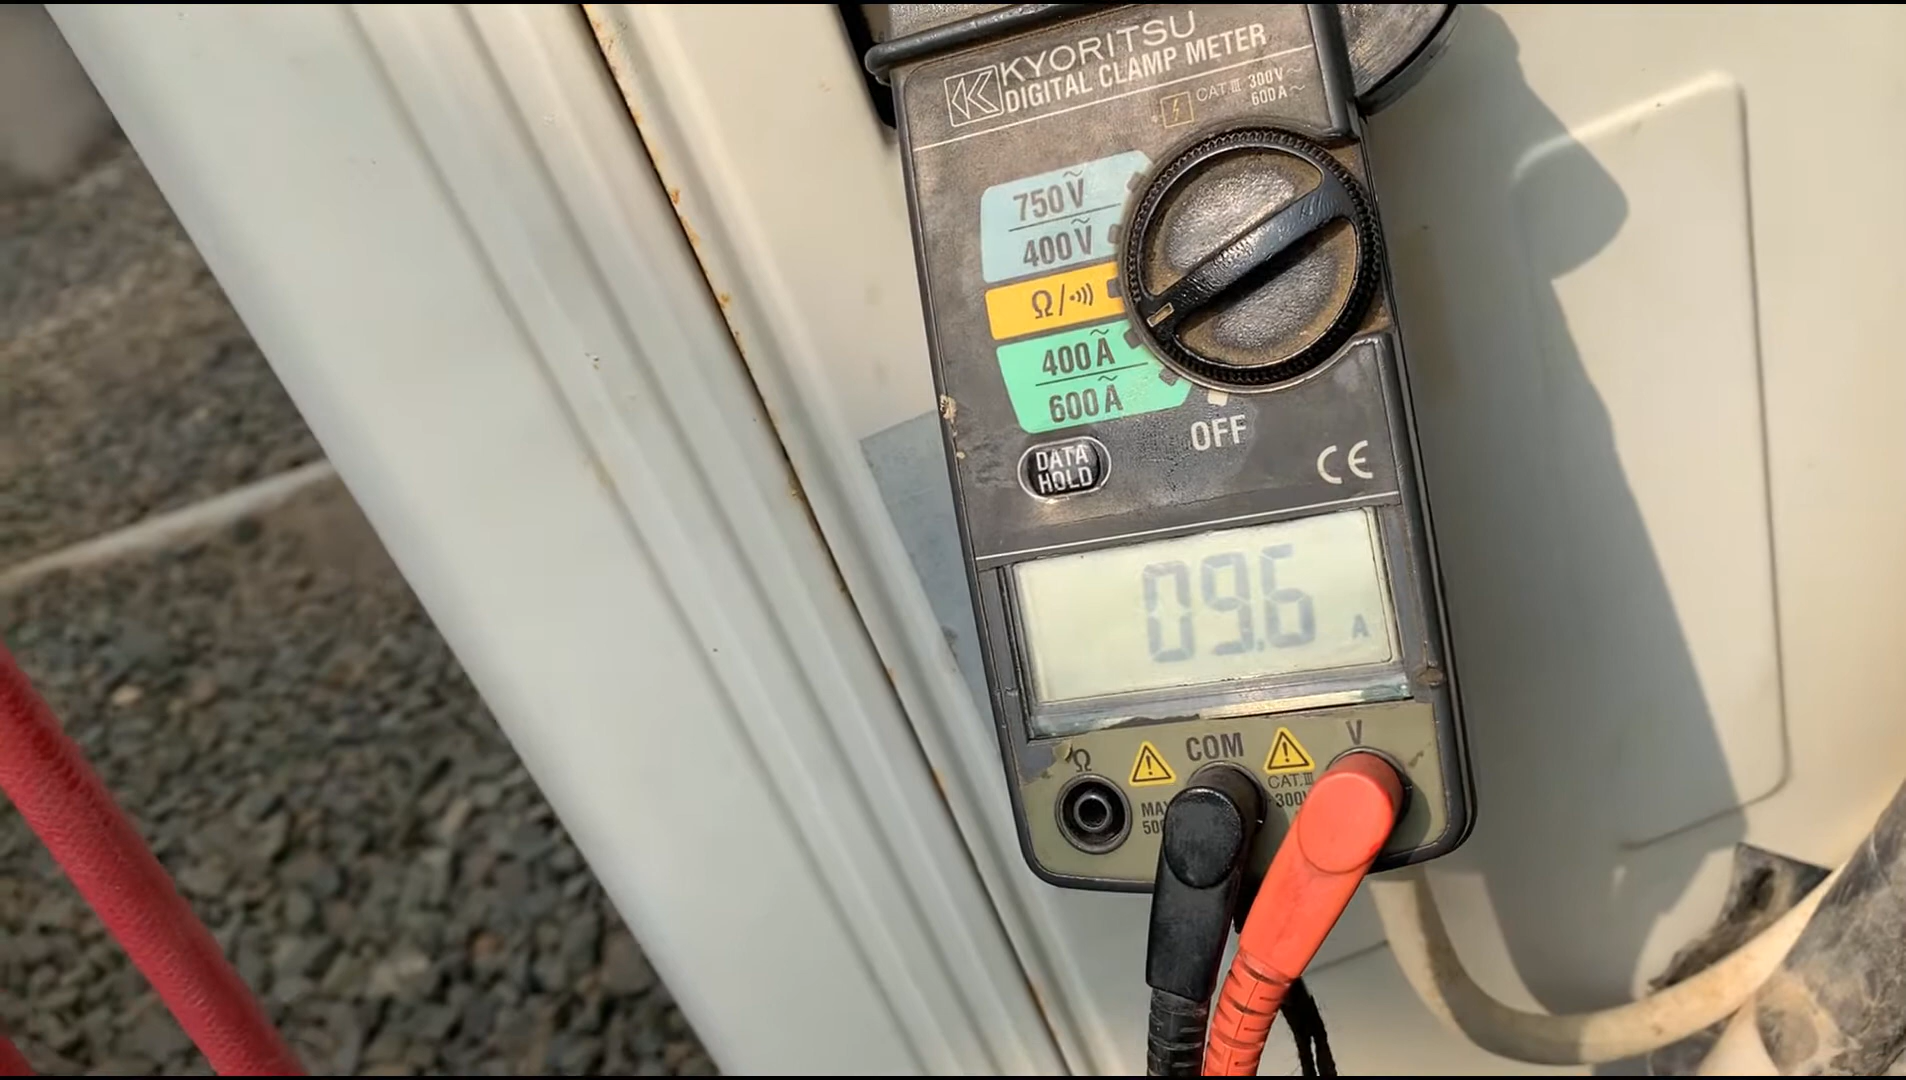 KYORITSU
DIGITAL CLAMP METER
CAT.III 300V~
600A~
750V~
400V~
Ω/
400A~
600A~
OFF
DATA
HOLD
CE
09.6 A
Ω
COM
V
CAT.III